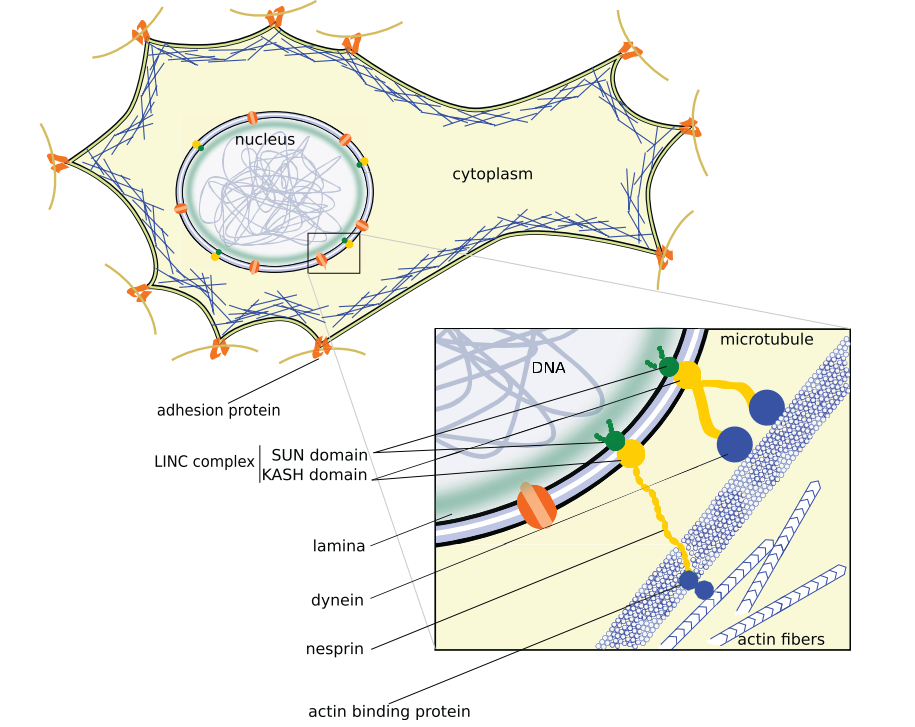 nucleus
cytoplasm
microtubule
DNA
adhesion protein
LINC complex
SUN domain
KASH domain
lamina
dynein
nesprin
actin fibers
actin binding protein